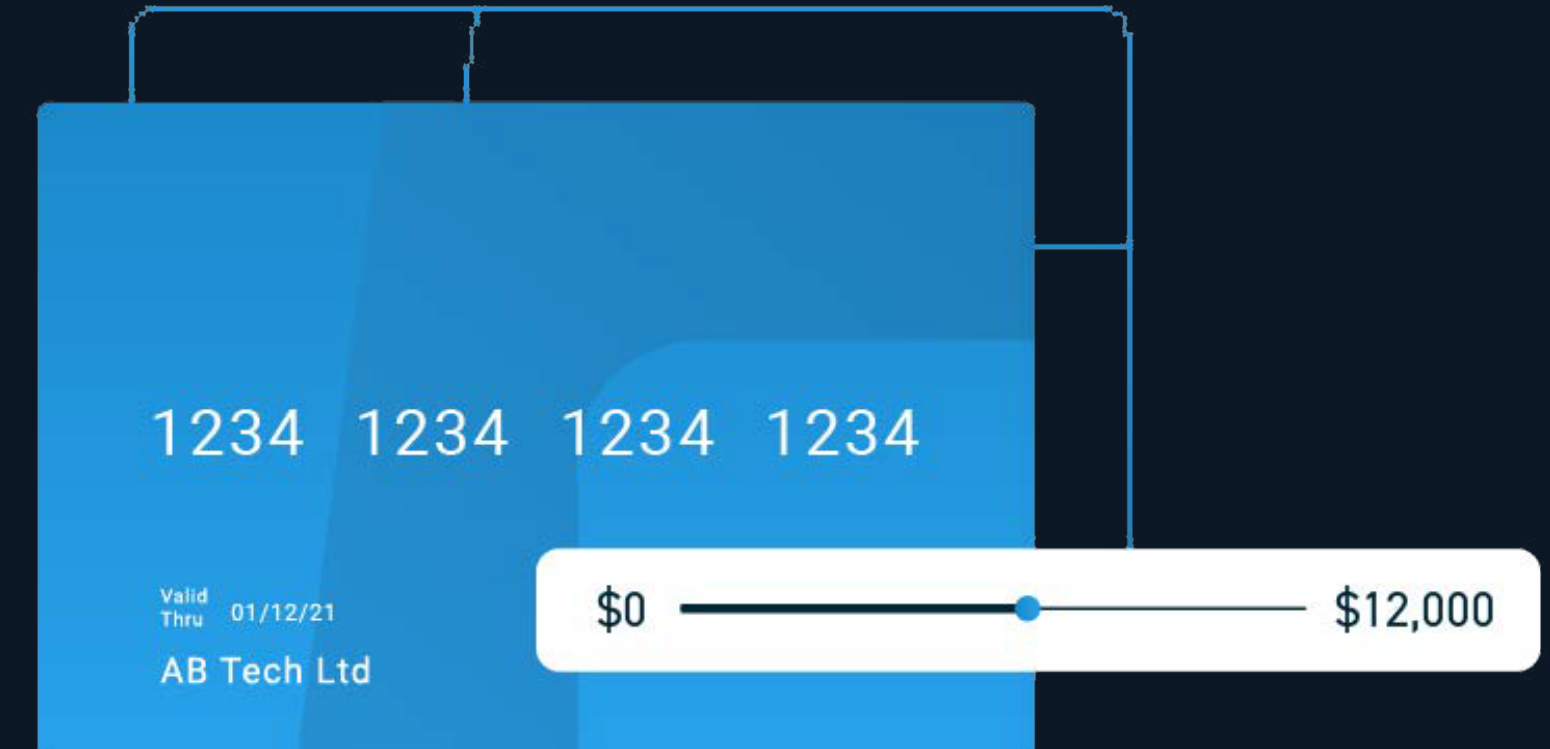 1234 1234 1234 1234
Valid
Thru 01/12/21
AB Tech Ltd
$0 $12,000